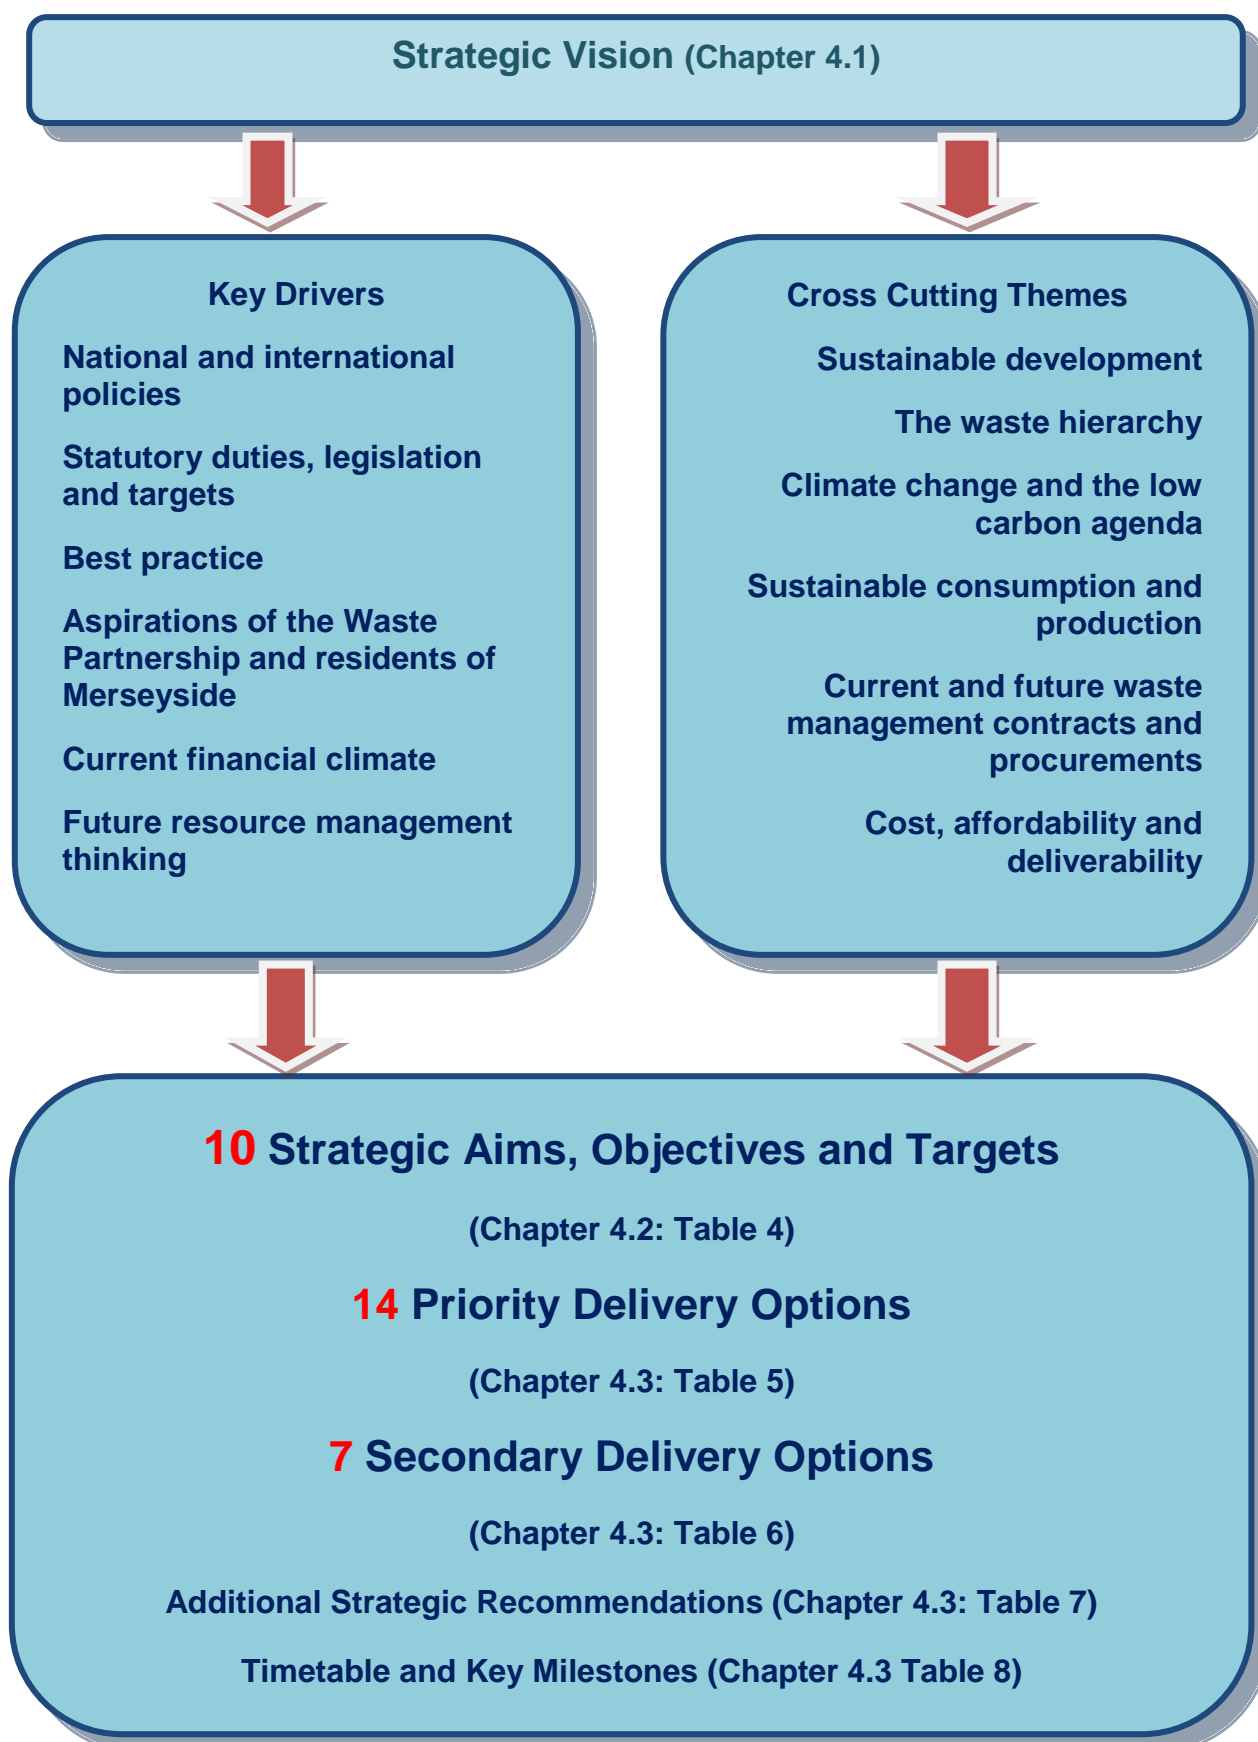 Strategic Vision (Chapter 4.1)
Key Drivers
National and international
policies
Statutory duties, legislation
and targets
Best practice
Aspirations of the Waste
Partnership and residents of
Merseyside
Current financial climate
Future resource management
thinking
Cross Cutting Themes
Sustainable development
The waste hierarchy
Climate change and the low
carbon agenda
Sustainable consumption and
production
Current and future waste
management contracts and
procurements
Cost, affordability and
deliverability
10 Strategic Aims, Objectives and Targets
(Chapter 4.2: Table 4)
14 Priority Delivery Options
(Chapter 4.3: Table 5)
7 Secondary Delivery Options
(Chapter 4.3: Table 6)
Additional Strategic Recommendations (Chapter 4.3: Table 7)
Timetable and Key Milestones (Chapter 4.3 Table 8)